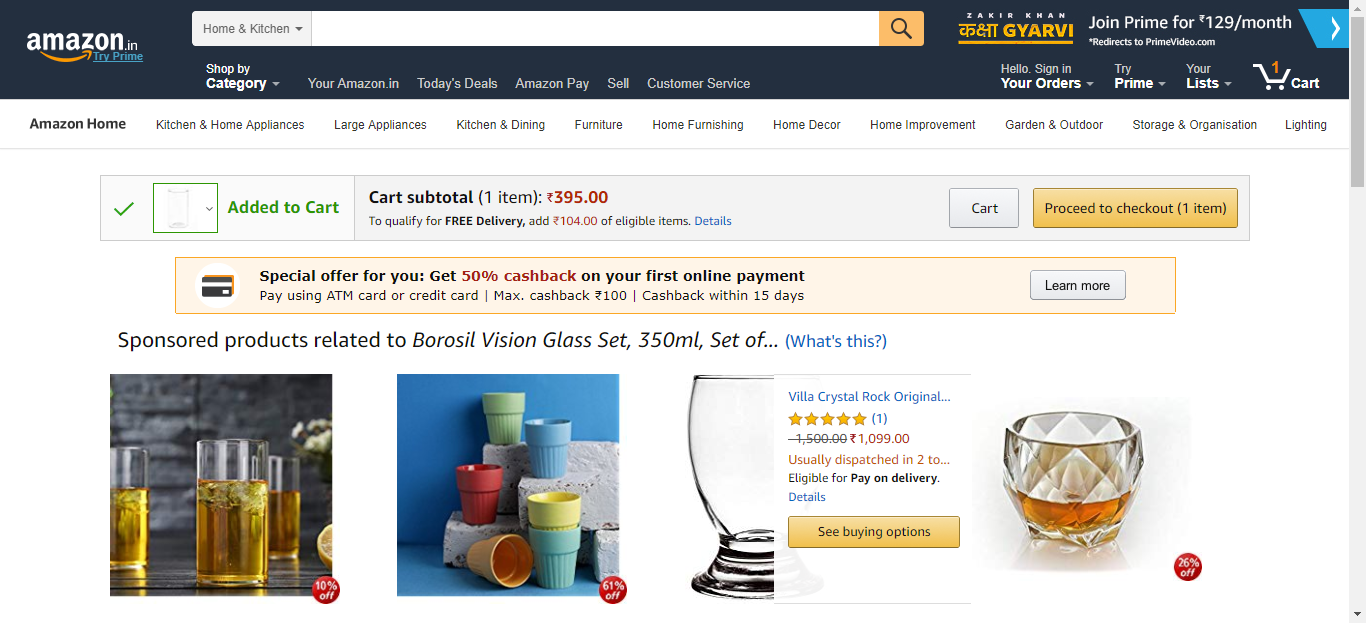 amazon.in
Try Prime
Home & Kitchen
ZAKIR KHAN
कक्षा GYARVI
Join Prime for ₹129/month
*Redirects to PrimeVideo.com
Shop by
Category
Your Amazon.in
Today's Deals
Amazon Pay
Sell
Customer Service
Hello. Sign in
Your Orders
Try
Prime
Your
Lists
1
Cart
Amazon Home
Kitchen & Home Appliances
Large Appliances
Kitchen & Dining
Furniture
Home Furnishing
Home Decor
Home Improvement
Garden & Outdoor
Storage & Organisation
Lighting
Added to Cart
Cart subtotal (1 item): ₹395.00
To qualify for FREE Delivery, add ₹104.00 of eligible items. Details
Cart
Proceed to checkout (1 item)
Special offer for you: Get 50% cashback on your first online payment
Pay using ATM card or credit card | Max. cashback ₹100 | Cashback within 15 days
Learn more
Sponsored products related to Borosil Vision Glass Set, 350ml, Set of... (What's this?)
10% off
61% off
Villa Crystal Rock Original...
(1)
1,500.00 ₹1,099.00
Usually dispatched in 2 to...
Eligible for Pay on delivery.
Details
See buying options
26% off